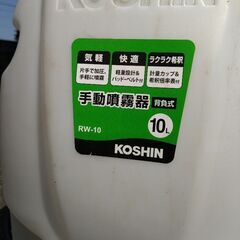 KOSHIN
気軽
片手で加圧、
手軽に噴霧
快適
軽量設計&
パッドベルト付
ラクラク希釈
計量カップ&
希釈倍率表付
手動噴霧器 背負式
RW-10 10L
KOSHIN